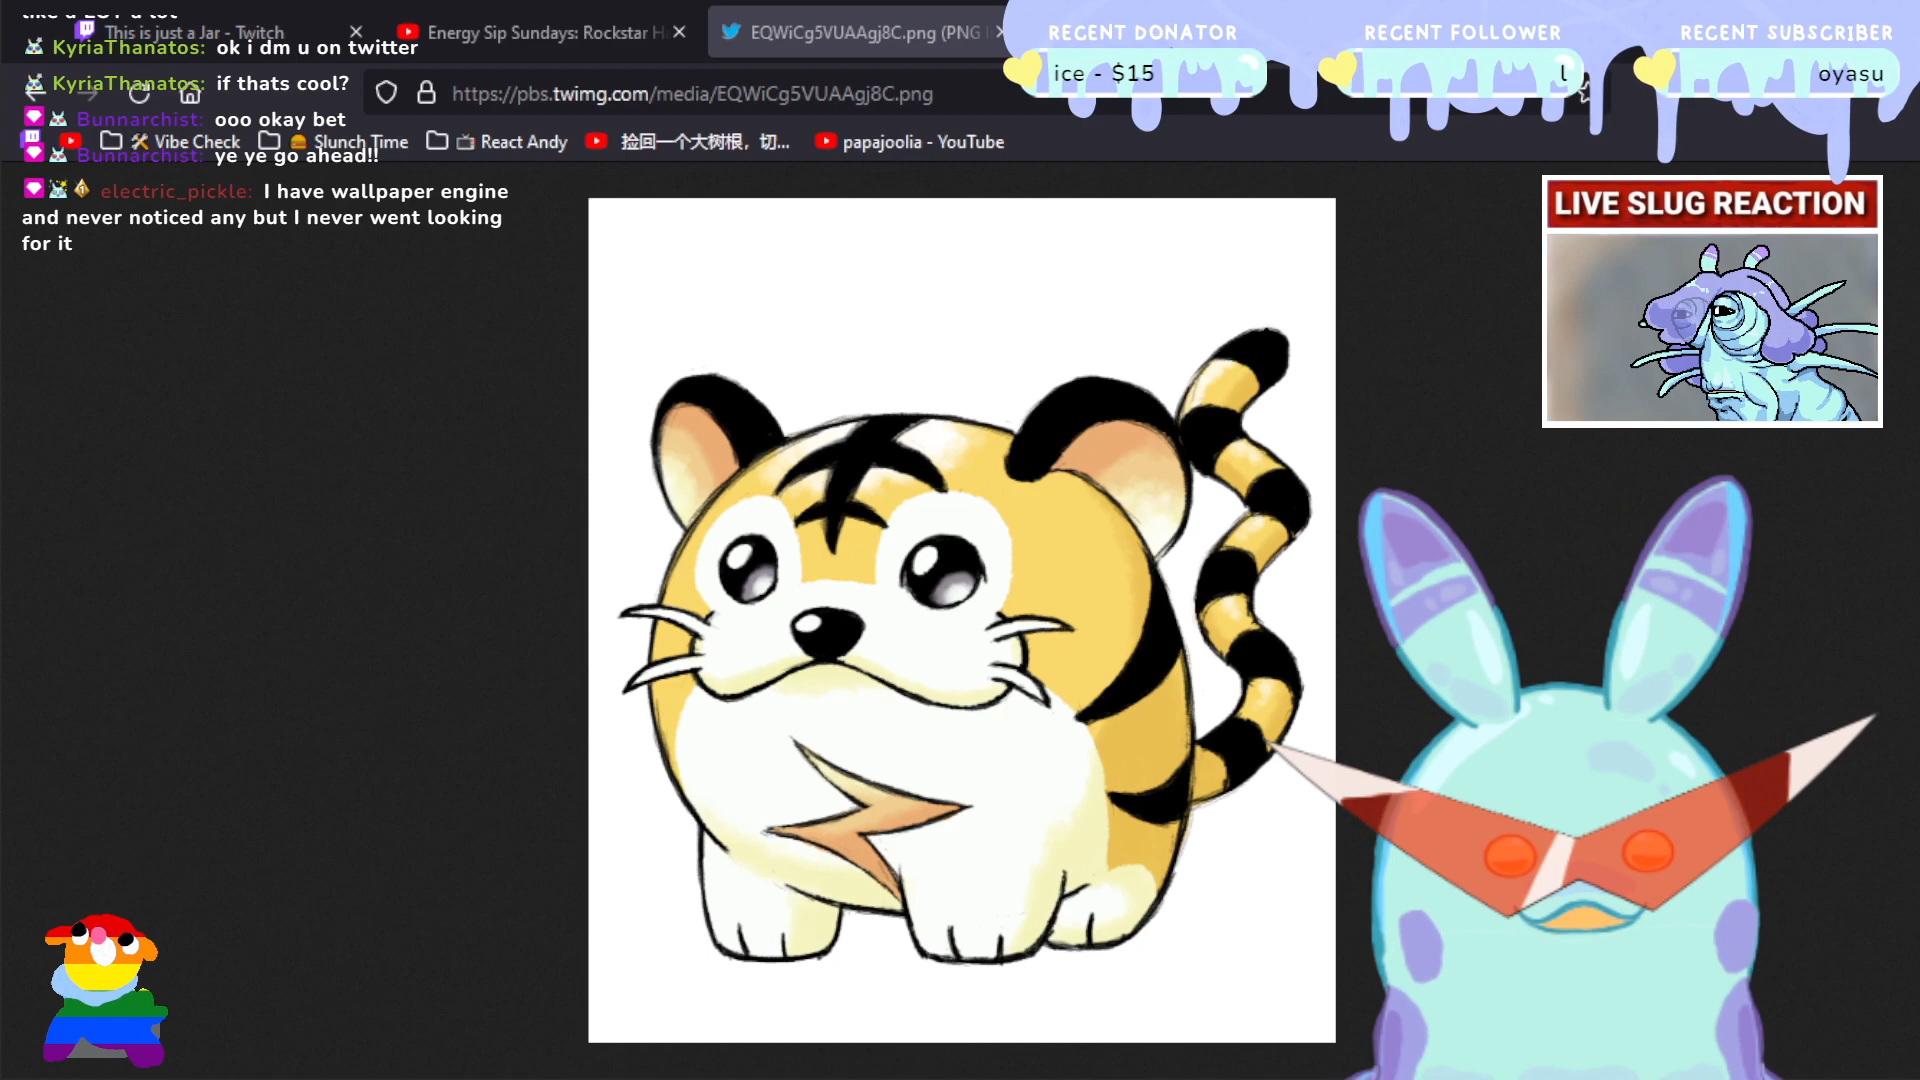 like a LOT a lot
This is just a Jar - Twitch
Energy Sip Sundays: Rockstar H
EQWiCg5VUAAgj8C.png (PNG I
KyriaThanatos: ok i dm u on twitter
KyriaThanatos: if thats cool?
https://pbs.twimg.com/media/EQWiCg5VUAAgj8C.png
Bunnarchist: ooo okay bet
Vibe Check
Slunch Time
React Andy
捡回一个大树根，切...
papajoolia - YouTube
Bunnarchist: ye ye go ahead!!
electric_pickle: I have wallpaper engine
and never noticed any but I never went looking
for it
RECENT DONATOR
ice - $15
RECENT FOLLOWER
l
RECENT SUBSCRIBER
oyasu
LIVE SLUG REACTION